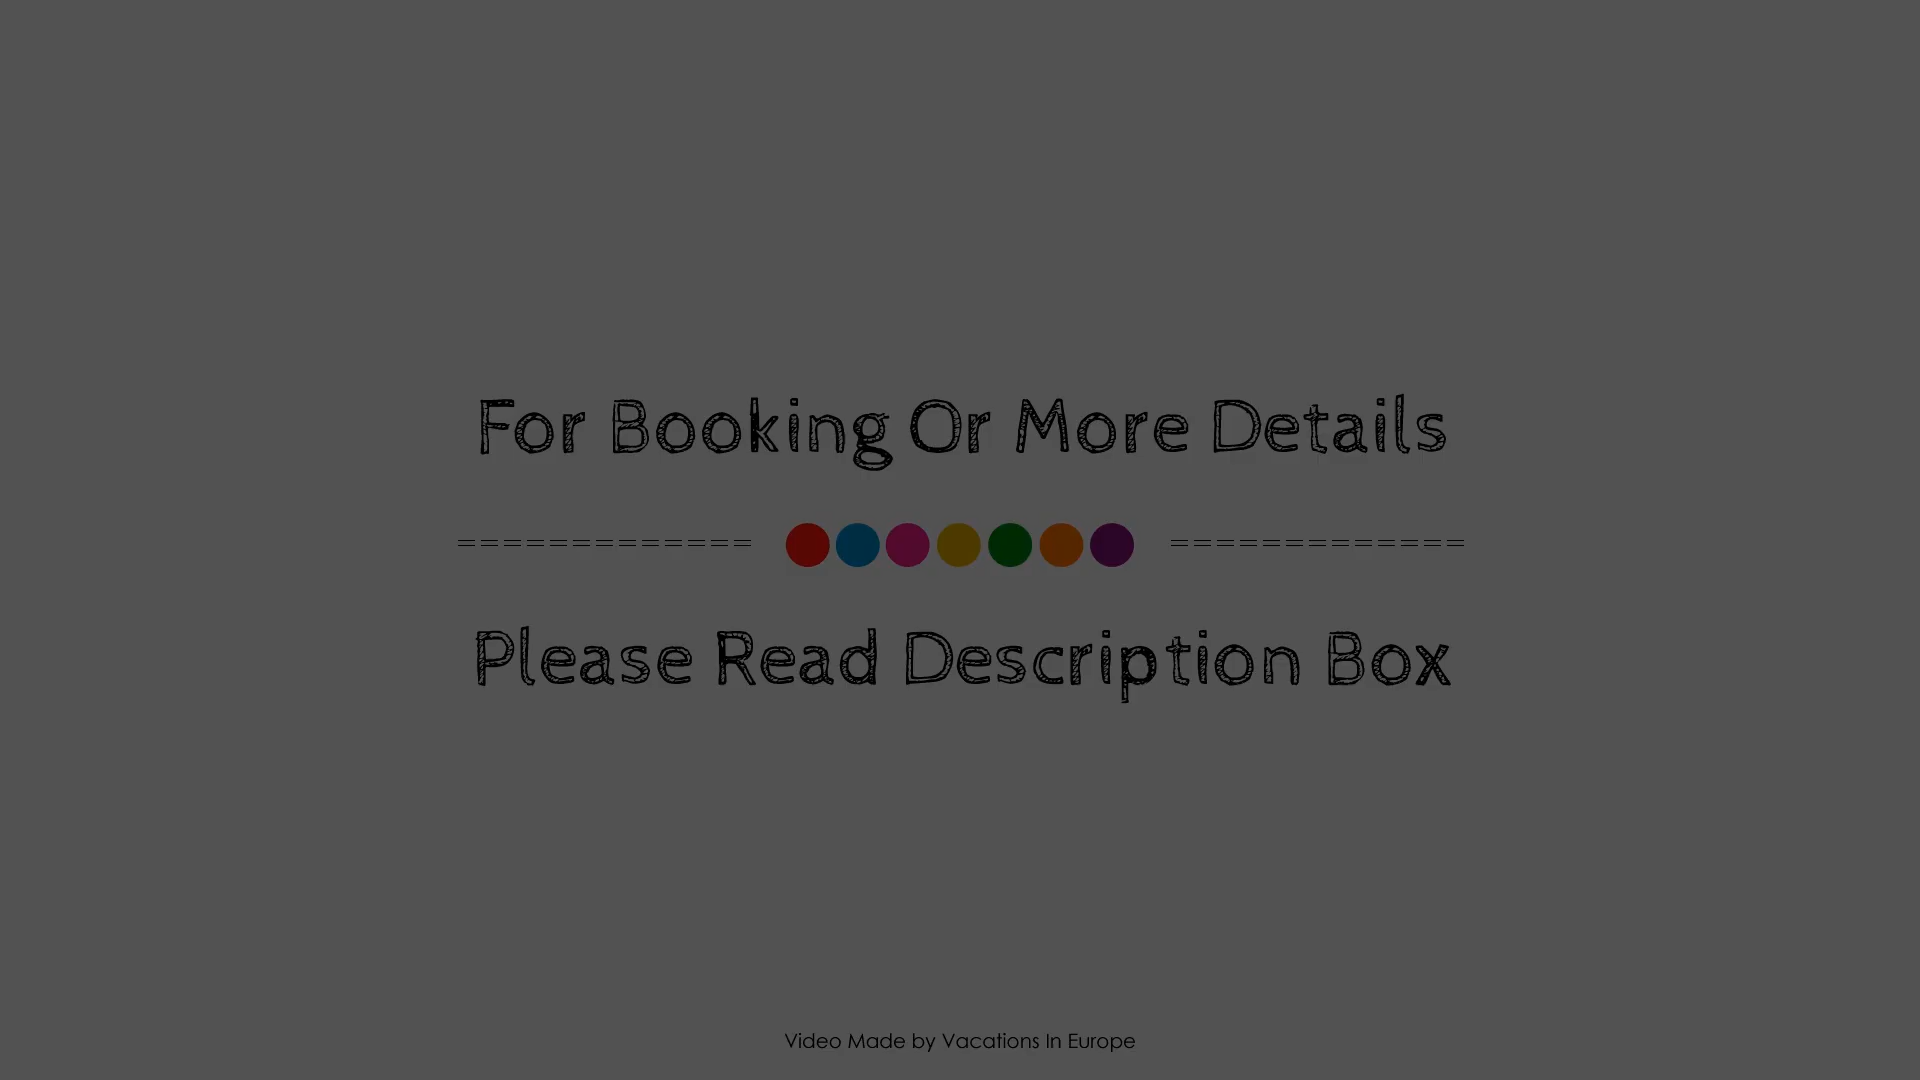 For Booking Or More Details
============= =============
Please Read Description Box
Video Made by Vacations In Europe